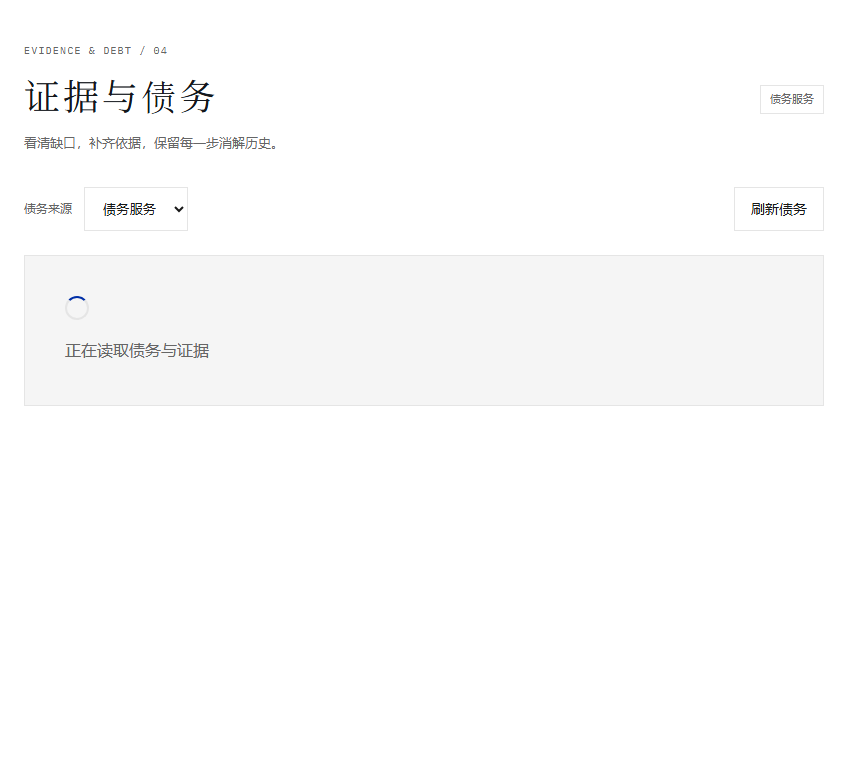 EVIDENCE & DEBT / 04
证据与债务
债务服务
看清缺口，补齐依据，保留每一步消解历史。
债务来源
债务服务
刷新债务
正在读取债务与证据